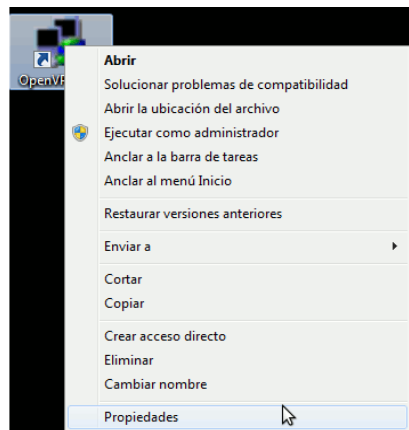 OpenVP
Abrir
Solucionar problemas de compatibilidad
Abrir la ubicación del archivo
Ejecutar como administrador
Anclar a la barra de tareas
Anclar al menú Inicio
Restaurar versiones anteriores
Enviar a
Cortar
Copiar
Crear acceso directo
Eliminar
Cambiar nombre
Propiedades